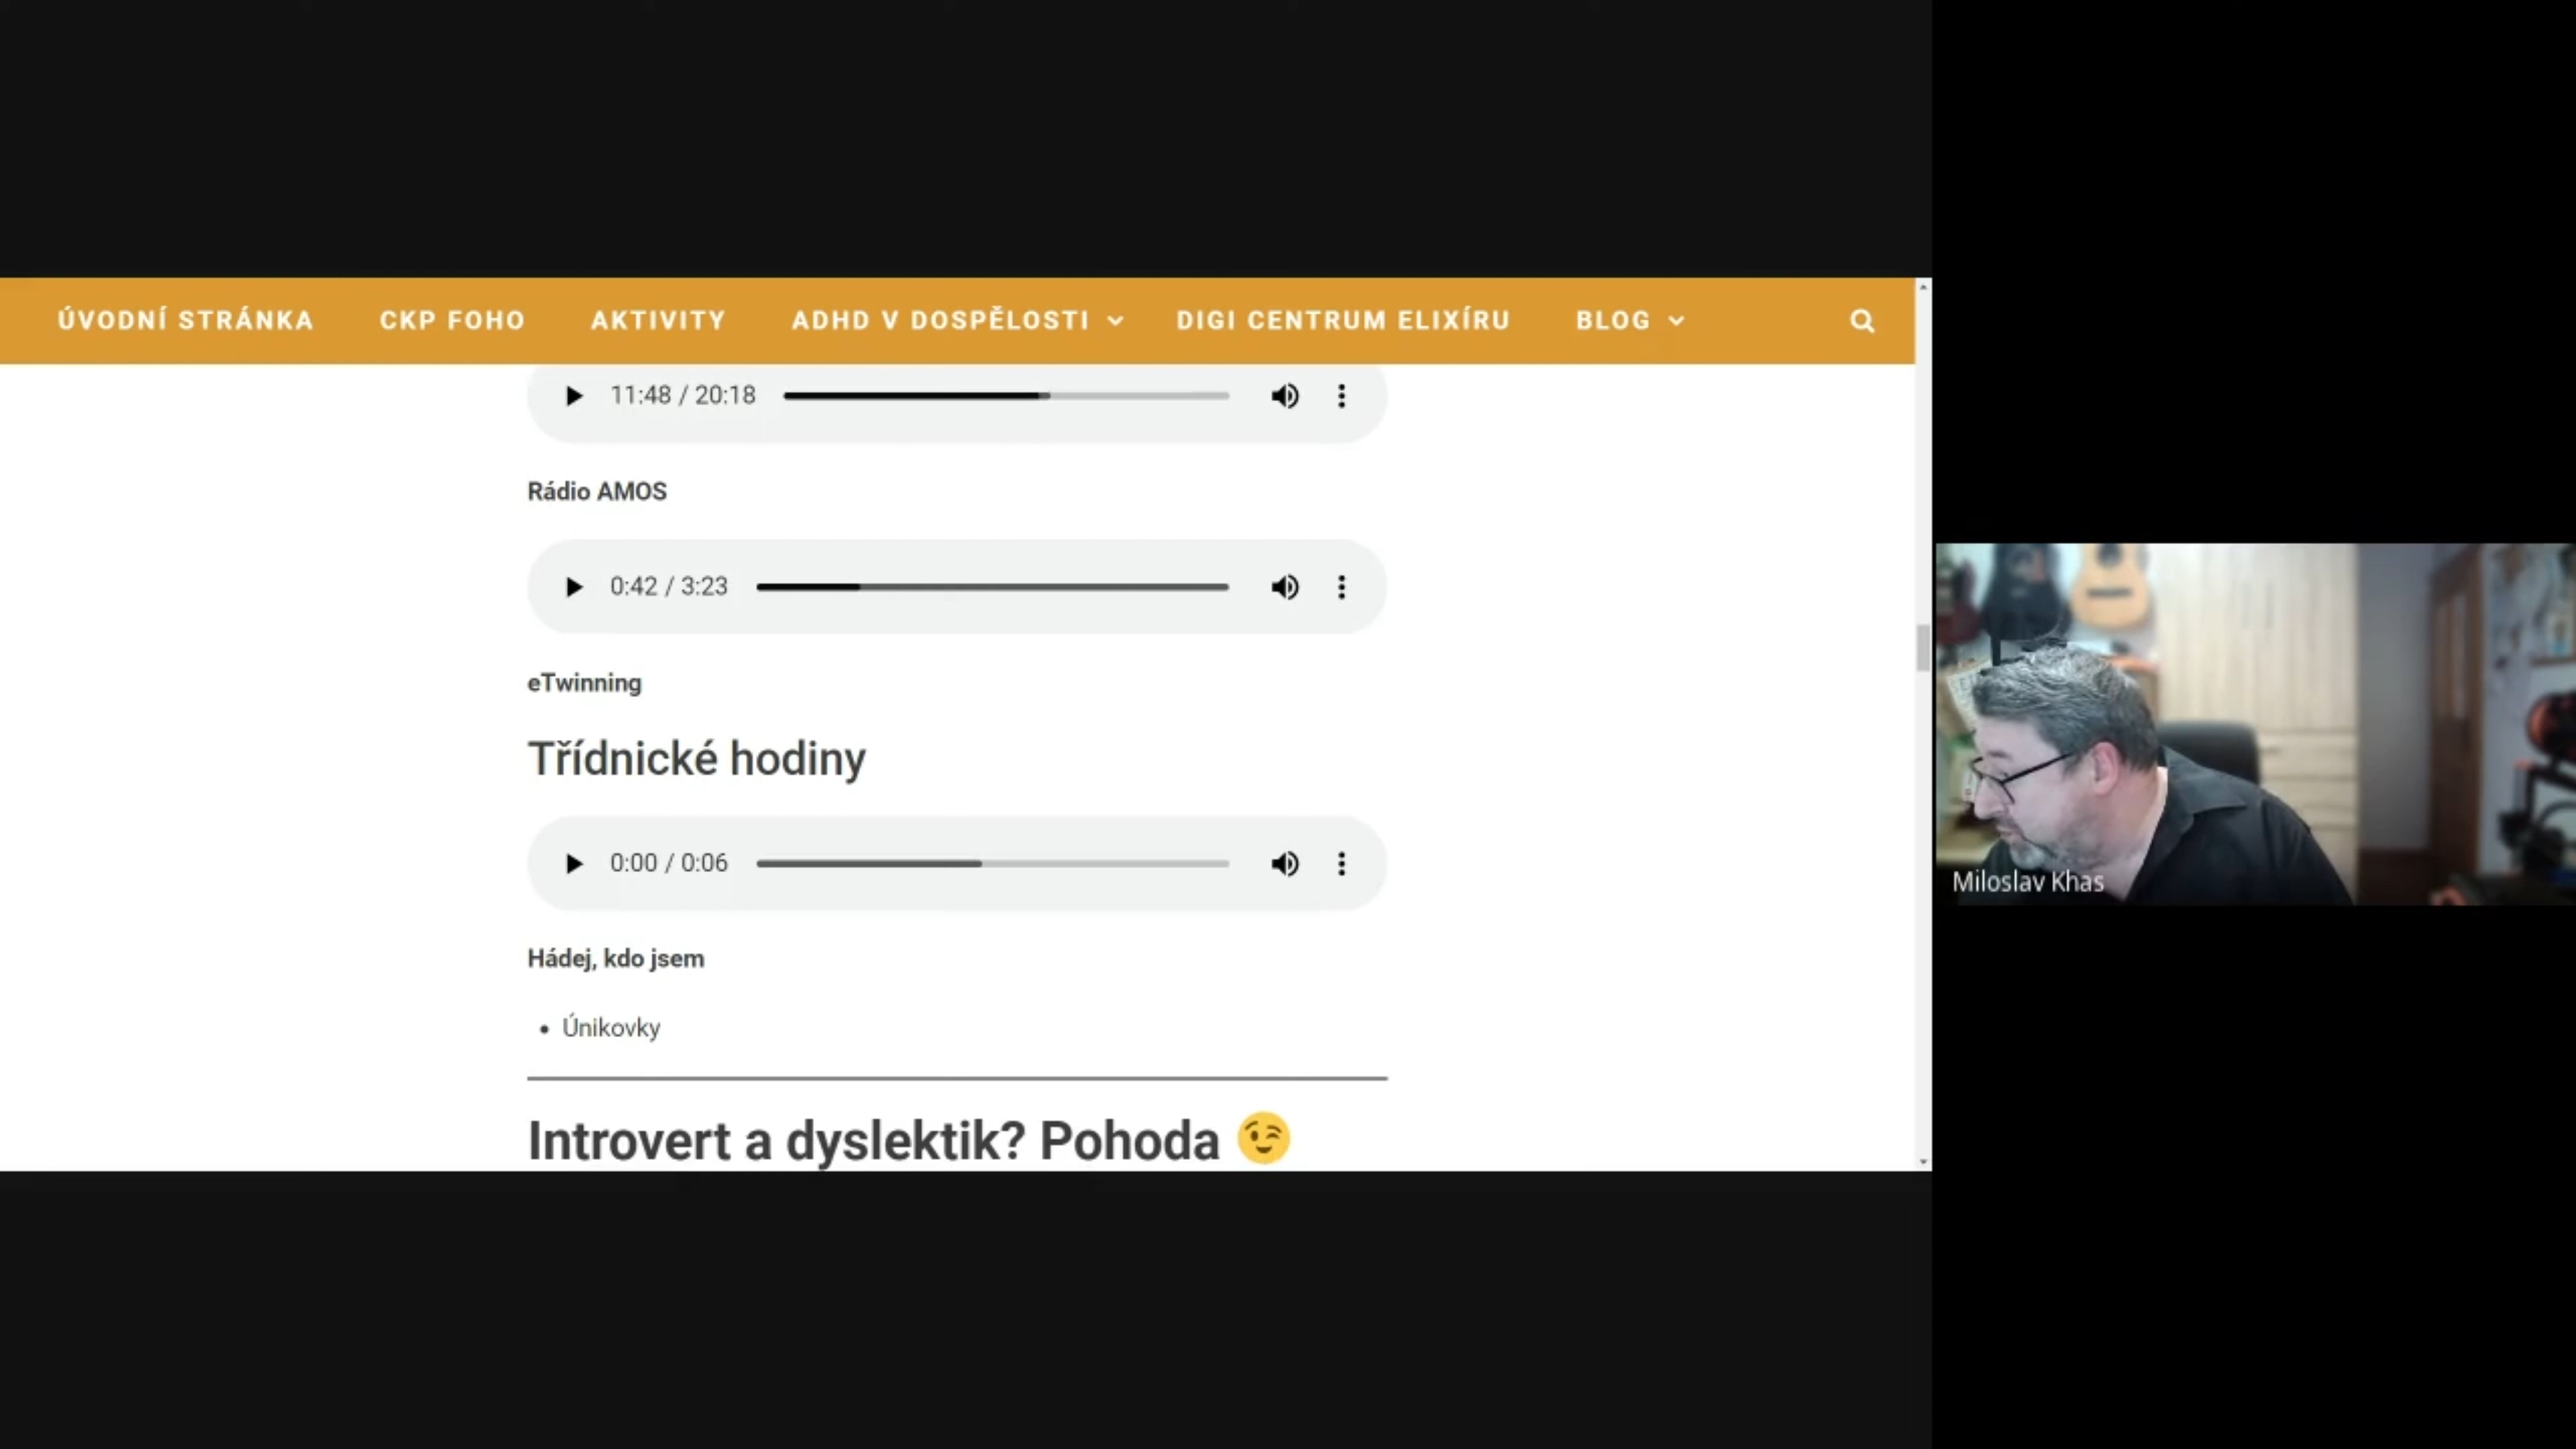 ÚVODNÍ STRÁNKA CKP FOHO AKTIVITY ADHD V DOSPĚLOSTI DIGI CENTRUM ELIXÍRU BLOG
11:48 / 20:18
Rádio AMOS
0:42 / 3:23
eTwinning
Třídnické hodiny
0:00 / 0:06
Hádej, kdo jsem
• Únikovky
Introvert a dyslektik? Pohoda 😉
Miloslav Khas